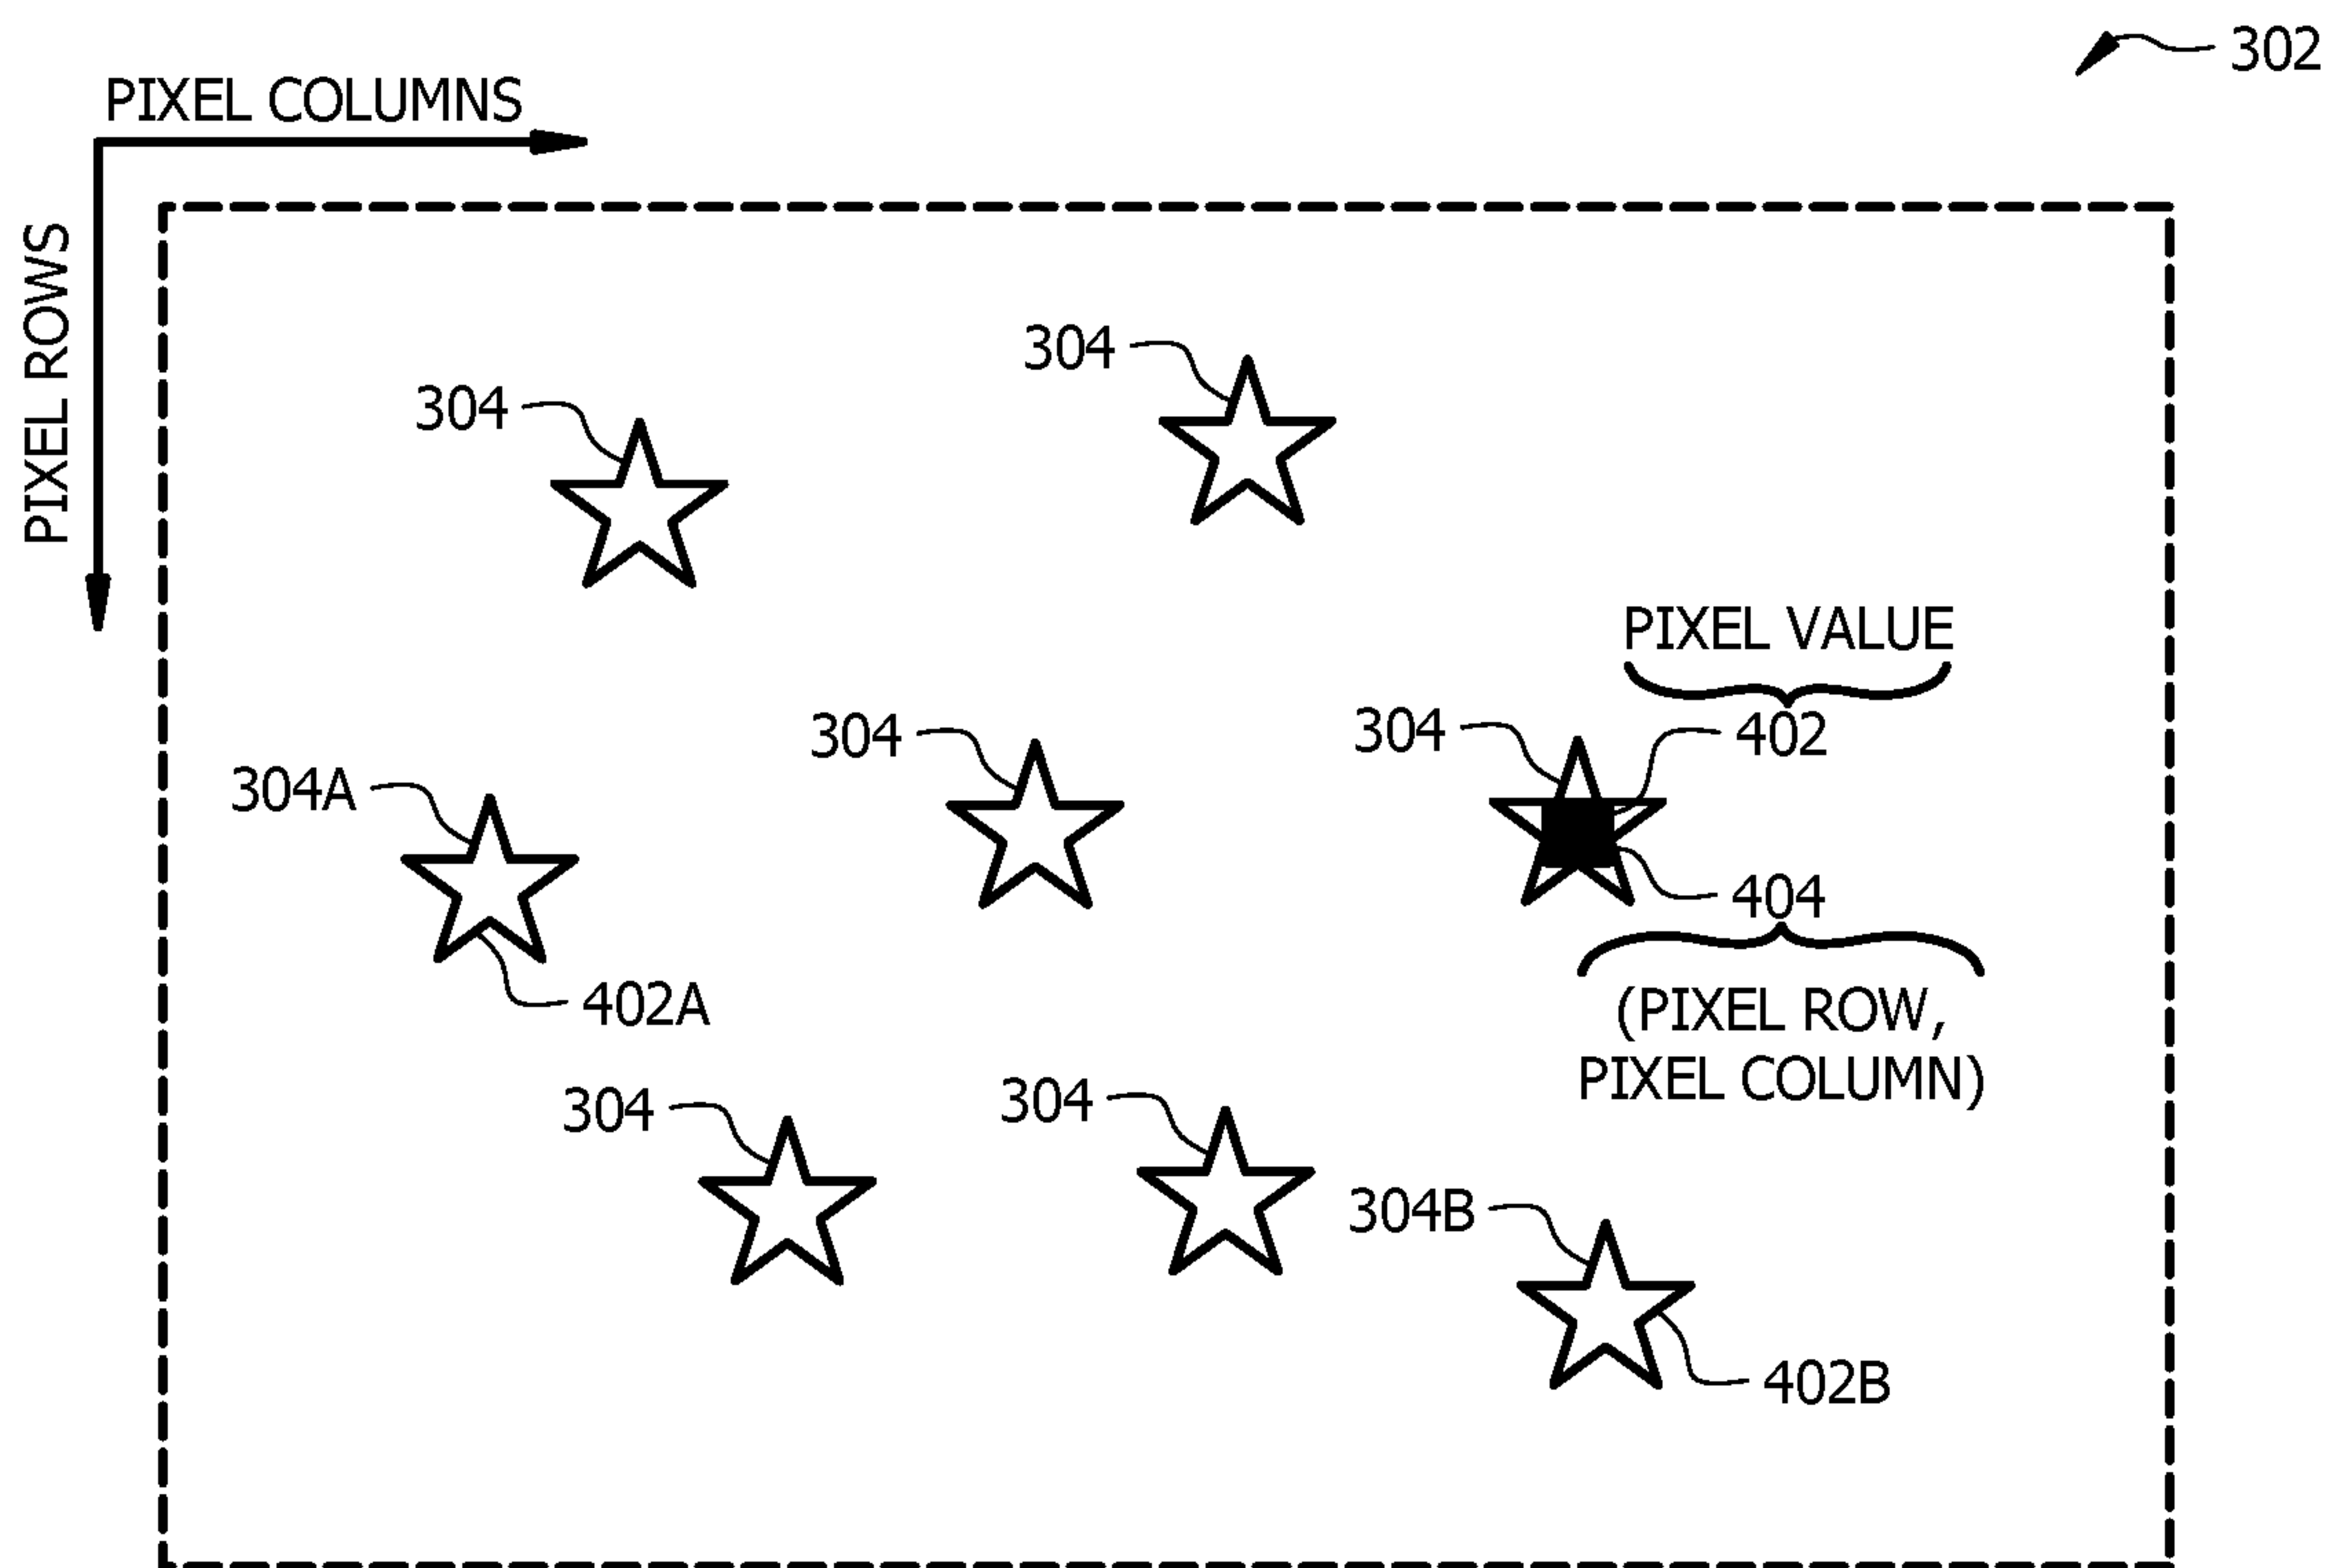 302
PIXEL COLUMNS
PIXEL ROWS
304
304
PIXEL VALUE
304
304
402
304A
404
402A
(PIXEL ROW,
PIXEL COLUMN)
304
304
304B
402B